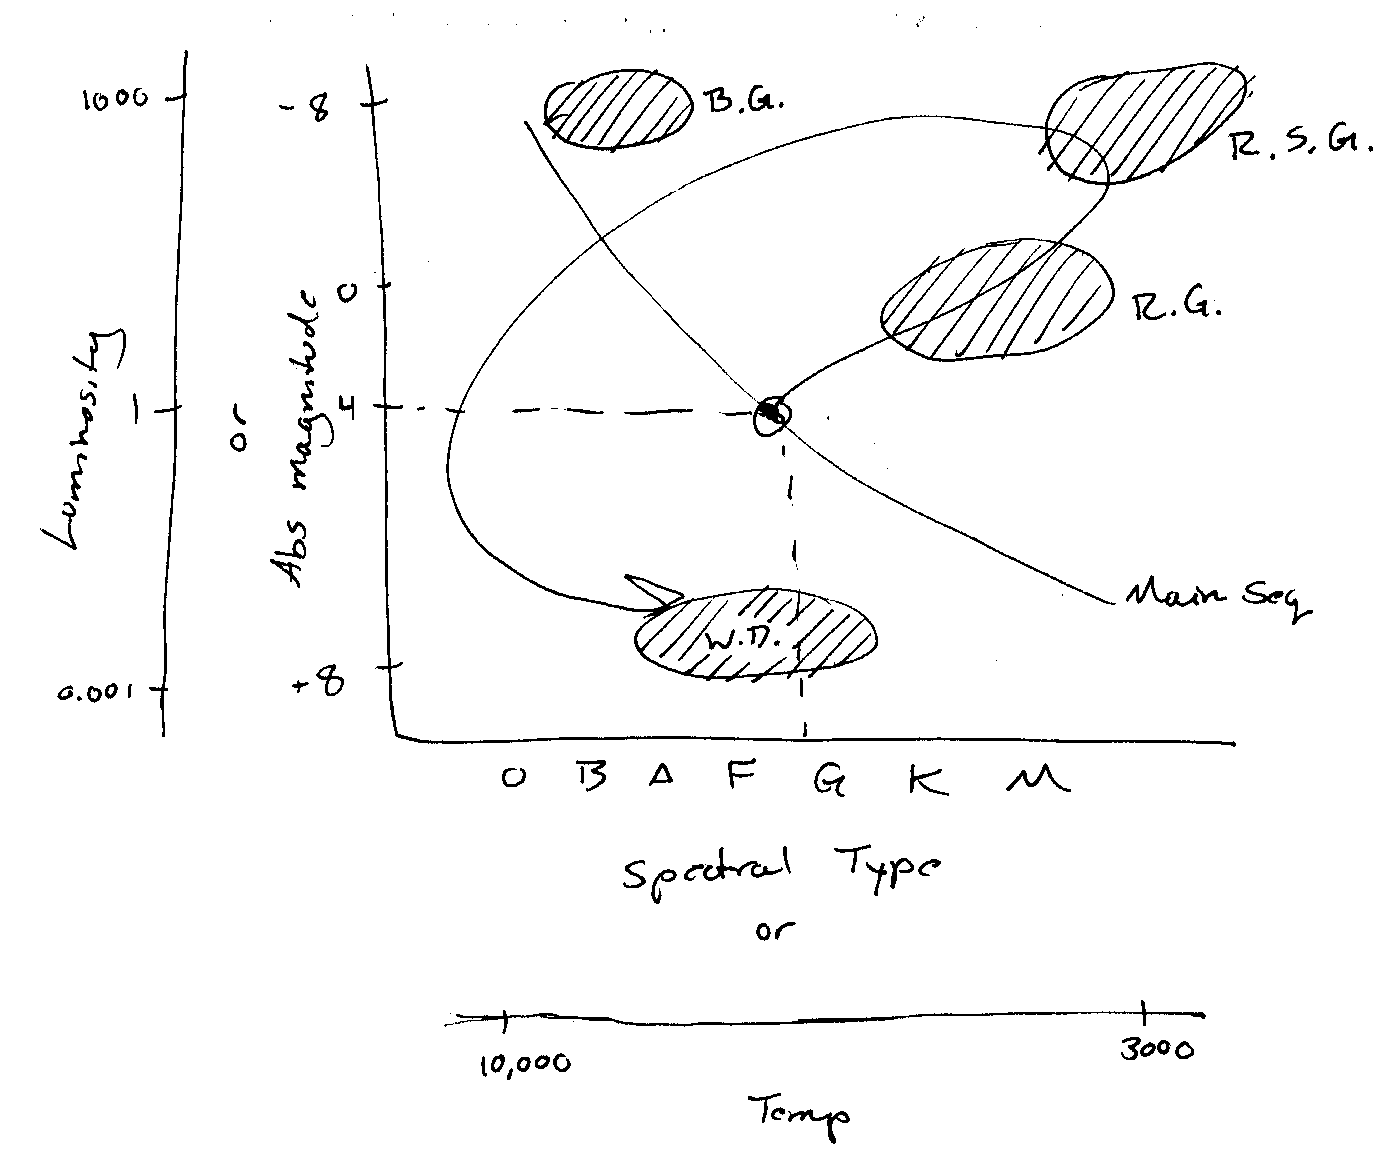 1000
-8
B.G.
R.S.G.
0
R.G.
Luminosity
or
Abs magnitude
1
4
Main Seq
W.D.
0.001
+8
O B A F G K M
Spectral Type
or
10,000
3000
Temp